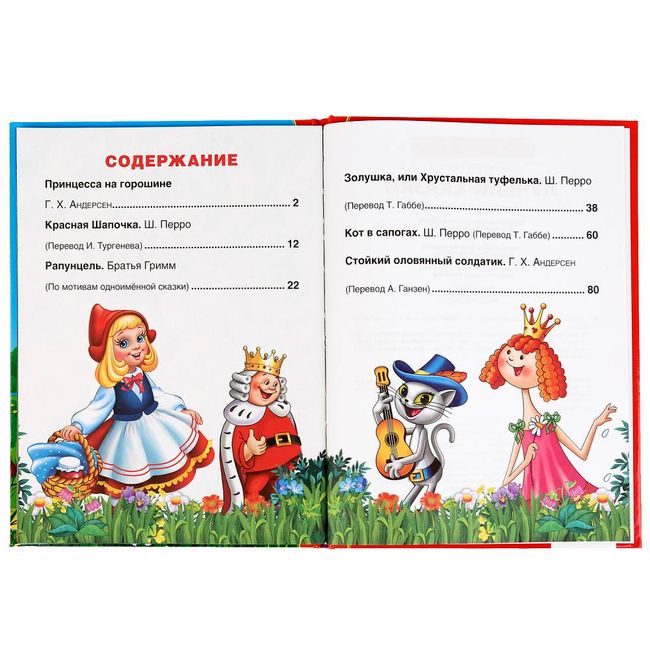 СОДЕРЖАНИЕ
Принцесса на горошине
Г. Х. Андерсен........................................ 2
Красная Шапочка. Ш. Перро
(Перевод И. Тургенева) ............................ 12
Рапунцель. Братья Гримм
(По мотивам одноимённой сказки) ................ 22
Золушка, или Хрустальная туфелька. Ш. Перро
(Перевод Т. Габбе) .................................. 38
Кот в сапогах. Ш. Перро (Перевод Т. Габбе) ....... 60
Стойкий оловянный солдатик. Г. Х. Андерсен
(Перевод А. Ганзен) ................................. 80